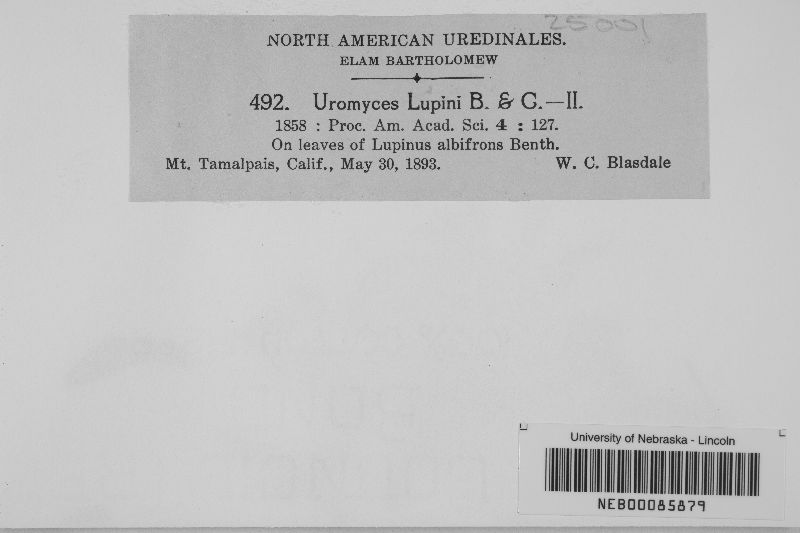 25001
NORTH AMERICAN UREDINALES.
ELAM BARTHOLOMEW
492. Uromyces Lupini B. & C.—II.
1858 : Proc. Am. Acad. Sci. 4 : 127.
On leaves of Lupinus albifrons Benth.
Mt. Tamalpais, Calif., May 30, 1893. W. C. Blasdale
University of Nebraska - Lincoln
NEB00085879